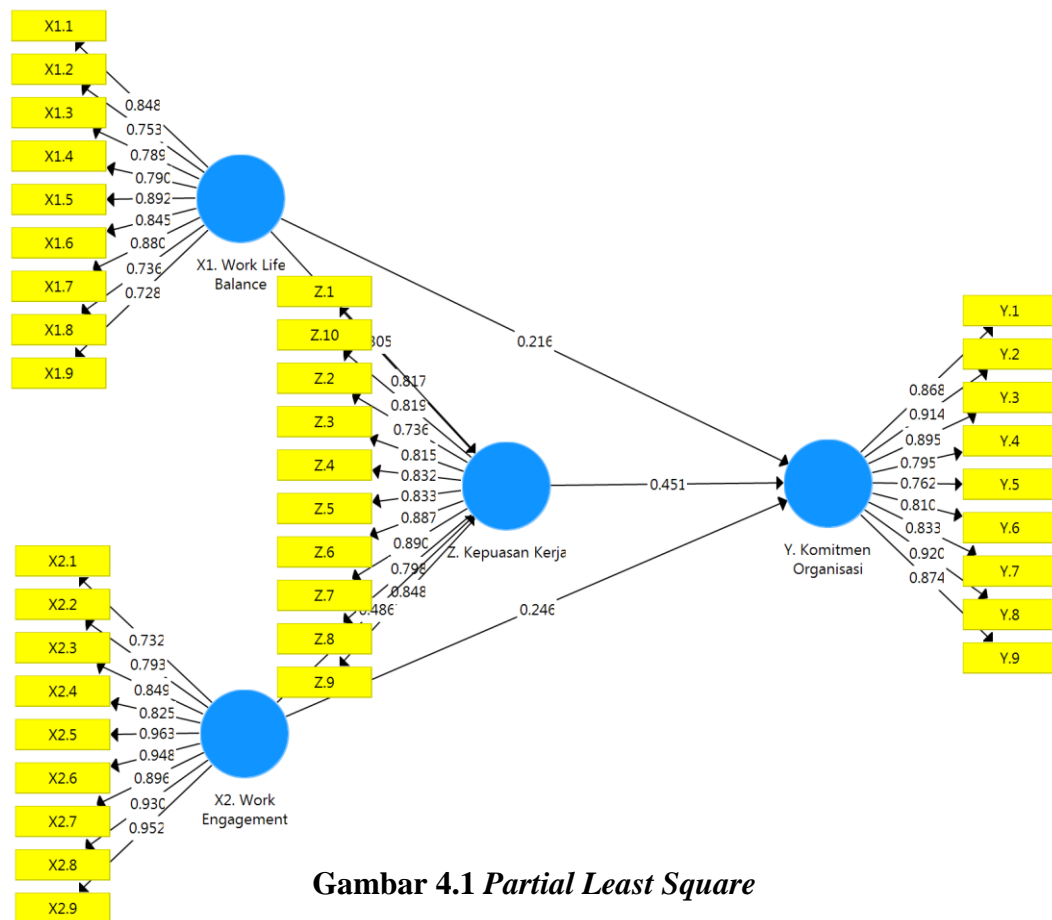 X1.1
X1.2
X1.3
X1.4
X1.5
X1.6
X1.7
X1.8
X1.9
0.848
0.753
0.789
0.790
0.892
0.845
0.880
0.736
0.728
X1. Work Life
Balance
Z.1
Z.10
Z.2
Z.3
Z.4
Z.5
Z.6
Z.7
Z.8
Z.9
0.817
0.819
0.736
0.815
0.832
0.833
0.887
0.890
0.798
0.848
Z. Kepuasan Kerja
0.216
0.451
0.246
Y.1
Y.2
Y.3
Y.4
Y.5
Y.6
Y.7
Y.8
Y.9
0.868
0.914
0.895
0.795
0.762
0.810
0.833
0.920
0.874
Y. Komitmen
Organisasi
X2.1
X2.2
X2.3
X2.4
X2.5
X2.6
X2.7
X2.8
X2.9
0.732
0.793
0.849
0.825
0.963
0.948
0.896
0.930
0.952
X2. Work
Engagement
Gambar 4.1 Partial Least Square